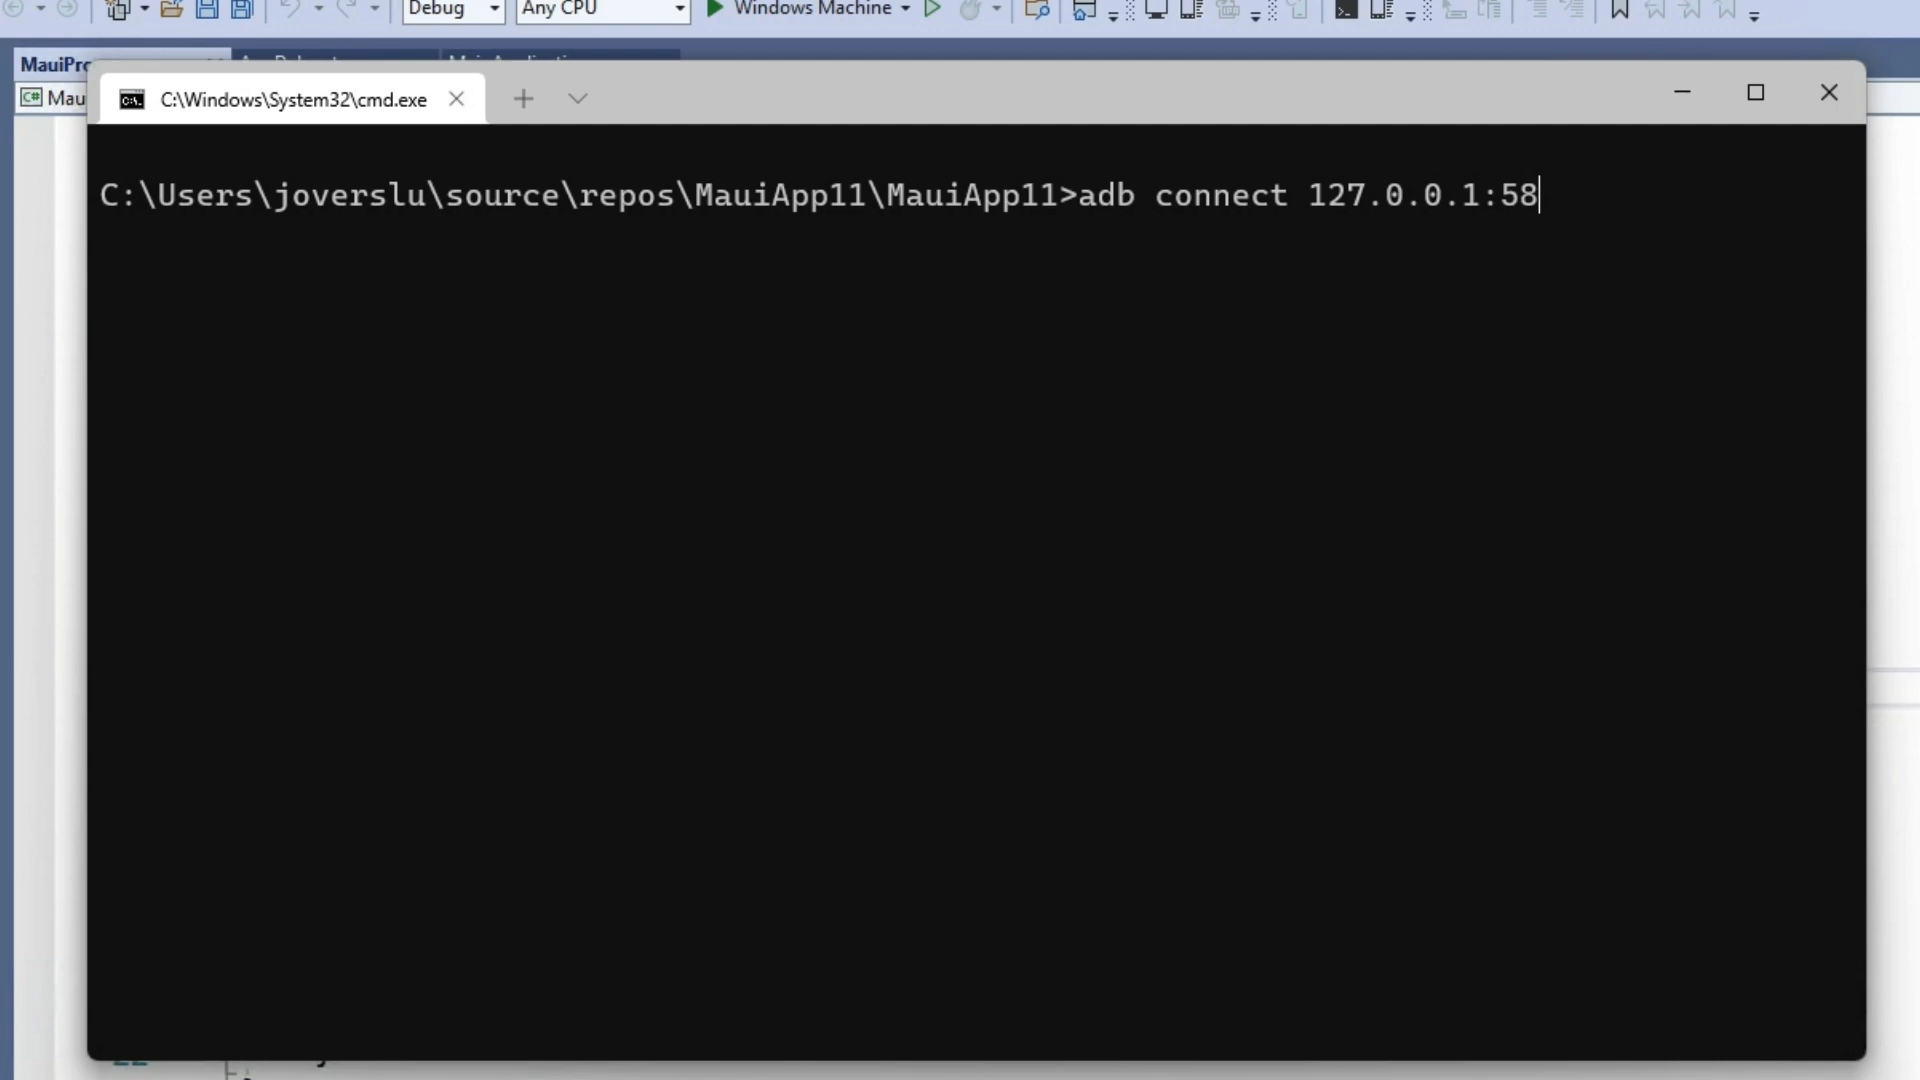 Debug
Any CPU
Windows Machine
C# Mau
C:\Windows\System32\cmd.exe
C:\Users\joverslu\source\repos\MauiApp11\MauiApp11>adb connect 127.0.0.1:58